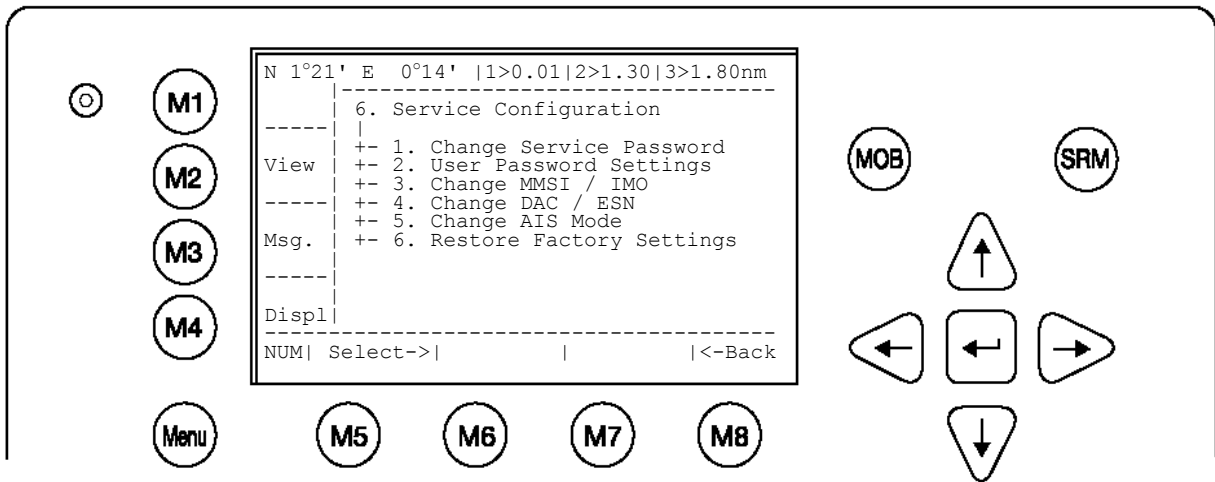 N 1°21' E 0°14' |1>0.01|2>1.30|3>1.80nm
6. Service Configuration
+- 1. Change Service Password
View | +- 2. User Password Settings
+- 3. Change MMSI / IMO
-----| +- 4. Change DAC / ESN
+- 5. Change AIS Mode
Msg. | +- 6. Restore Factory Settings
Displ|
NUM| Select->| | |<-Back
M1
M2
M3
M4
Menu
M5
M6
M7
M8
MOB
SRM